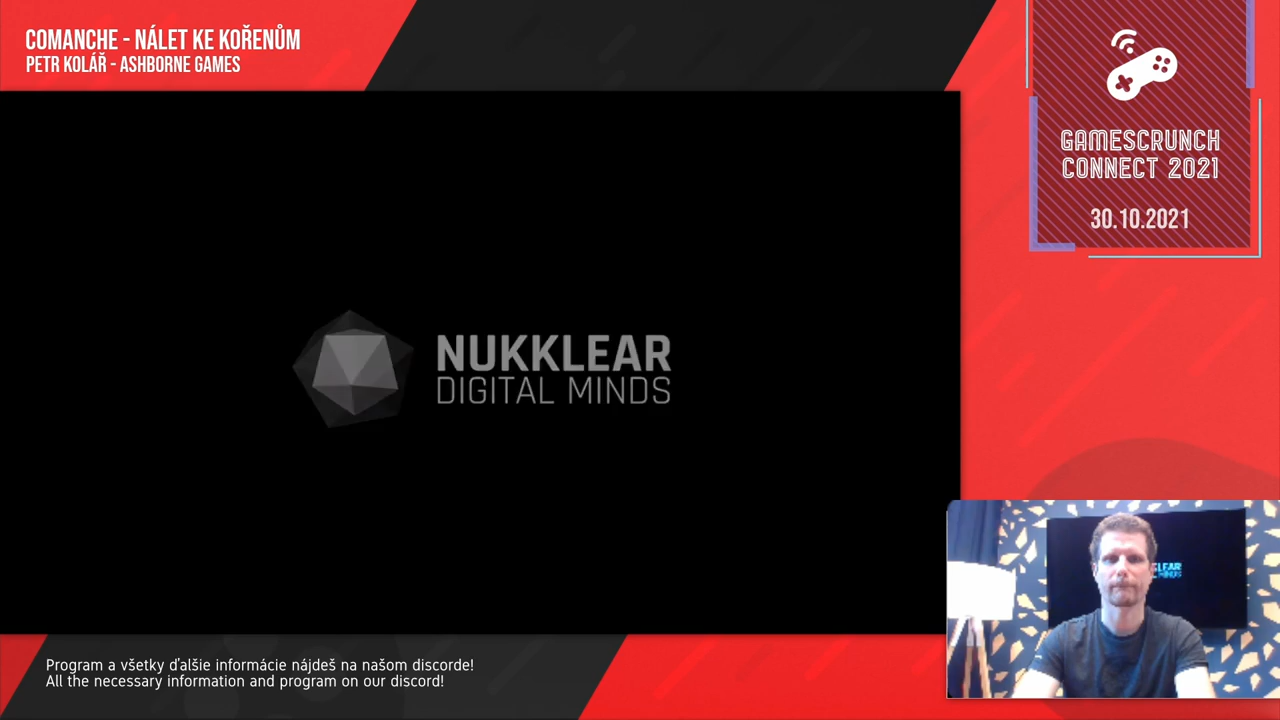 COMANCHE - NÁLET KE KOŘENŮM
PETR KOLÁŘ - ASHBORNE GAMES
GAMESCRUNCH
CONNECT 2021
30.10.2021
NUKKLEAR
DIGITAL MINDS
Program a všetky ďalšie informácie nájdeš na našom discorde!
All the necessary information and program on our discord!